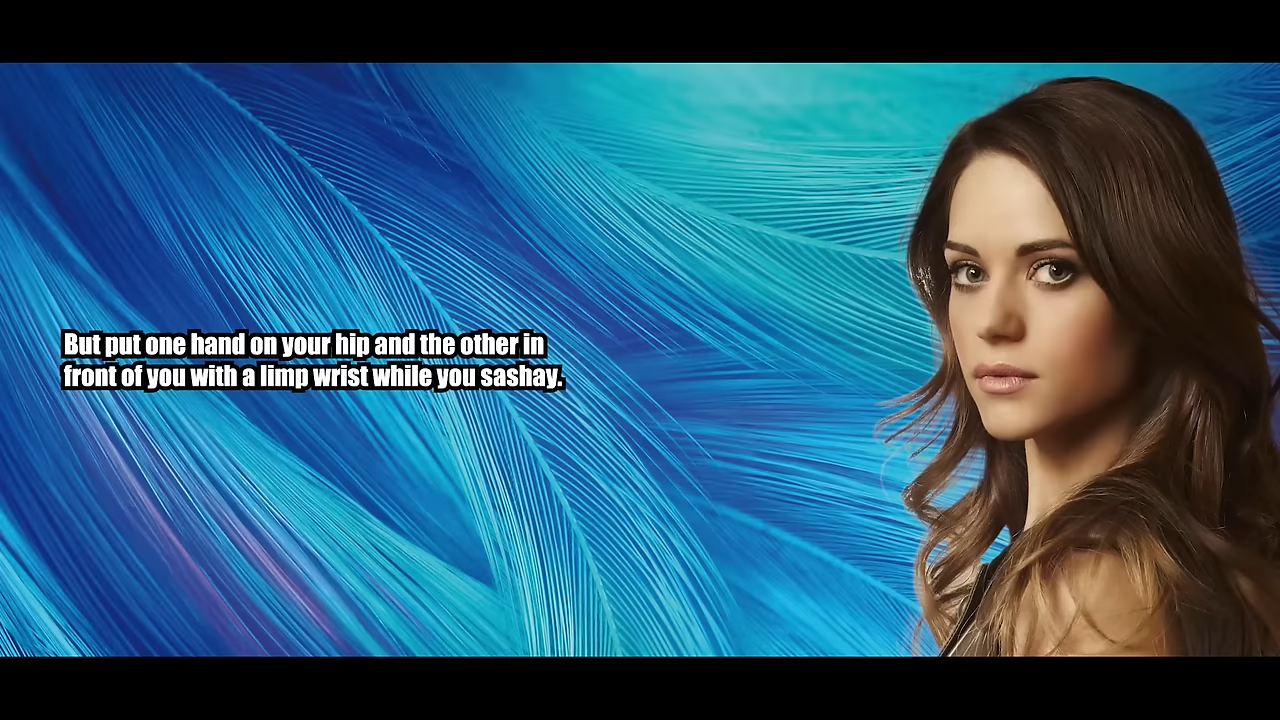 But put one hand on your hip and the other in
front of you with a limp wrist while you sashay.